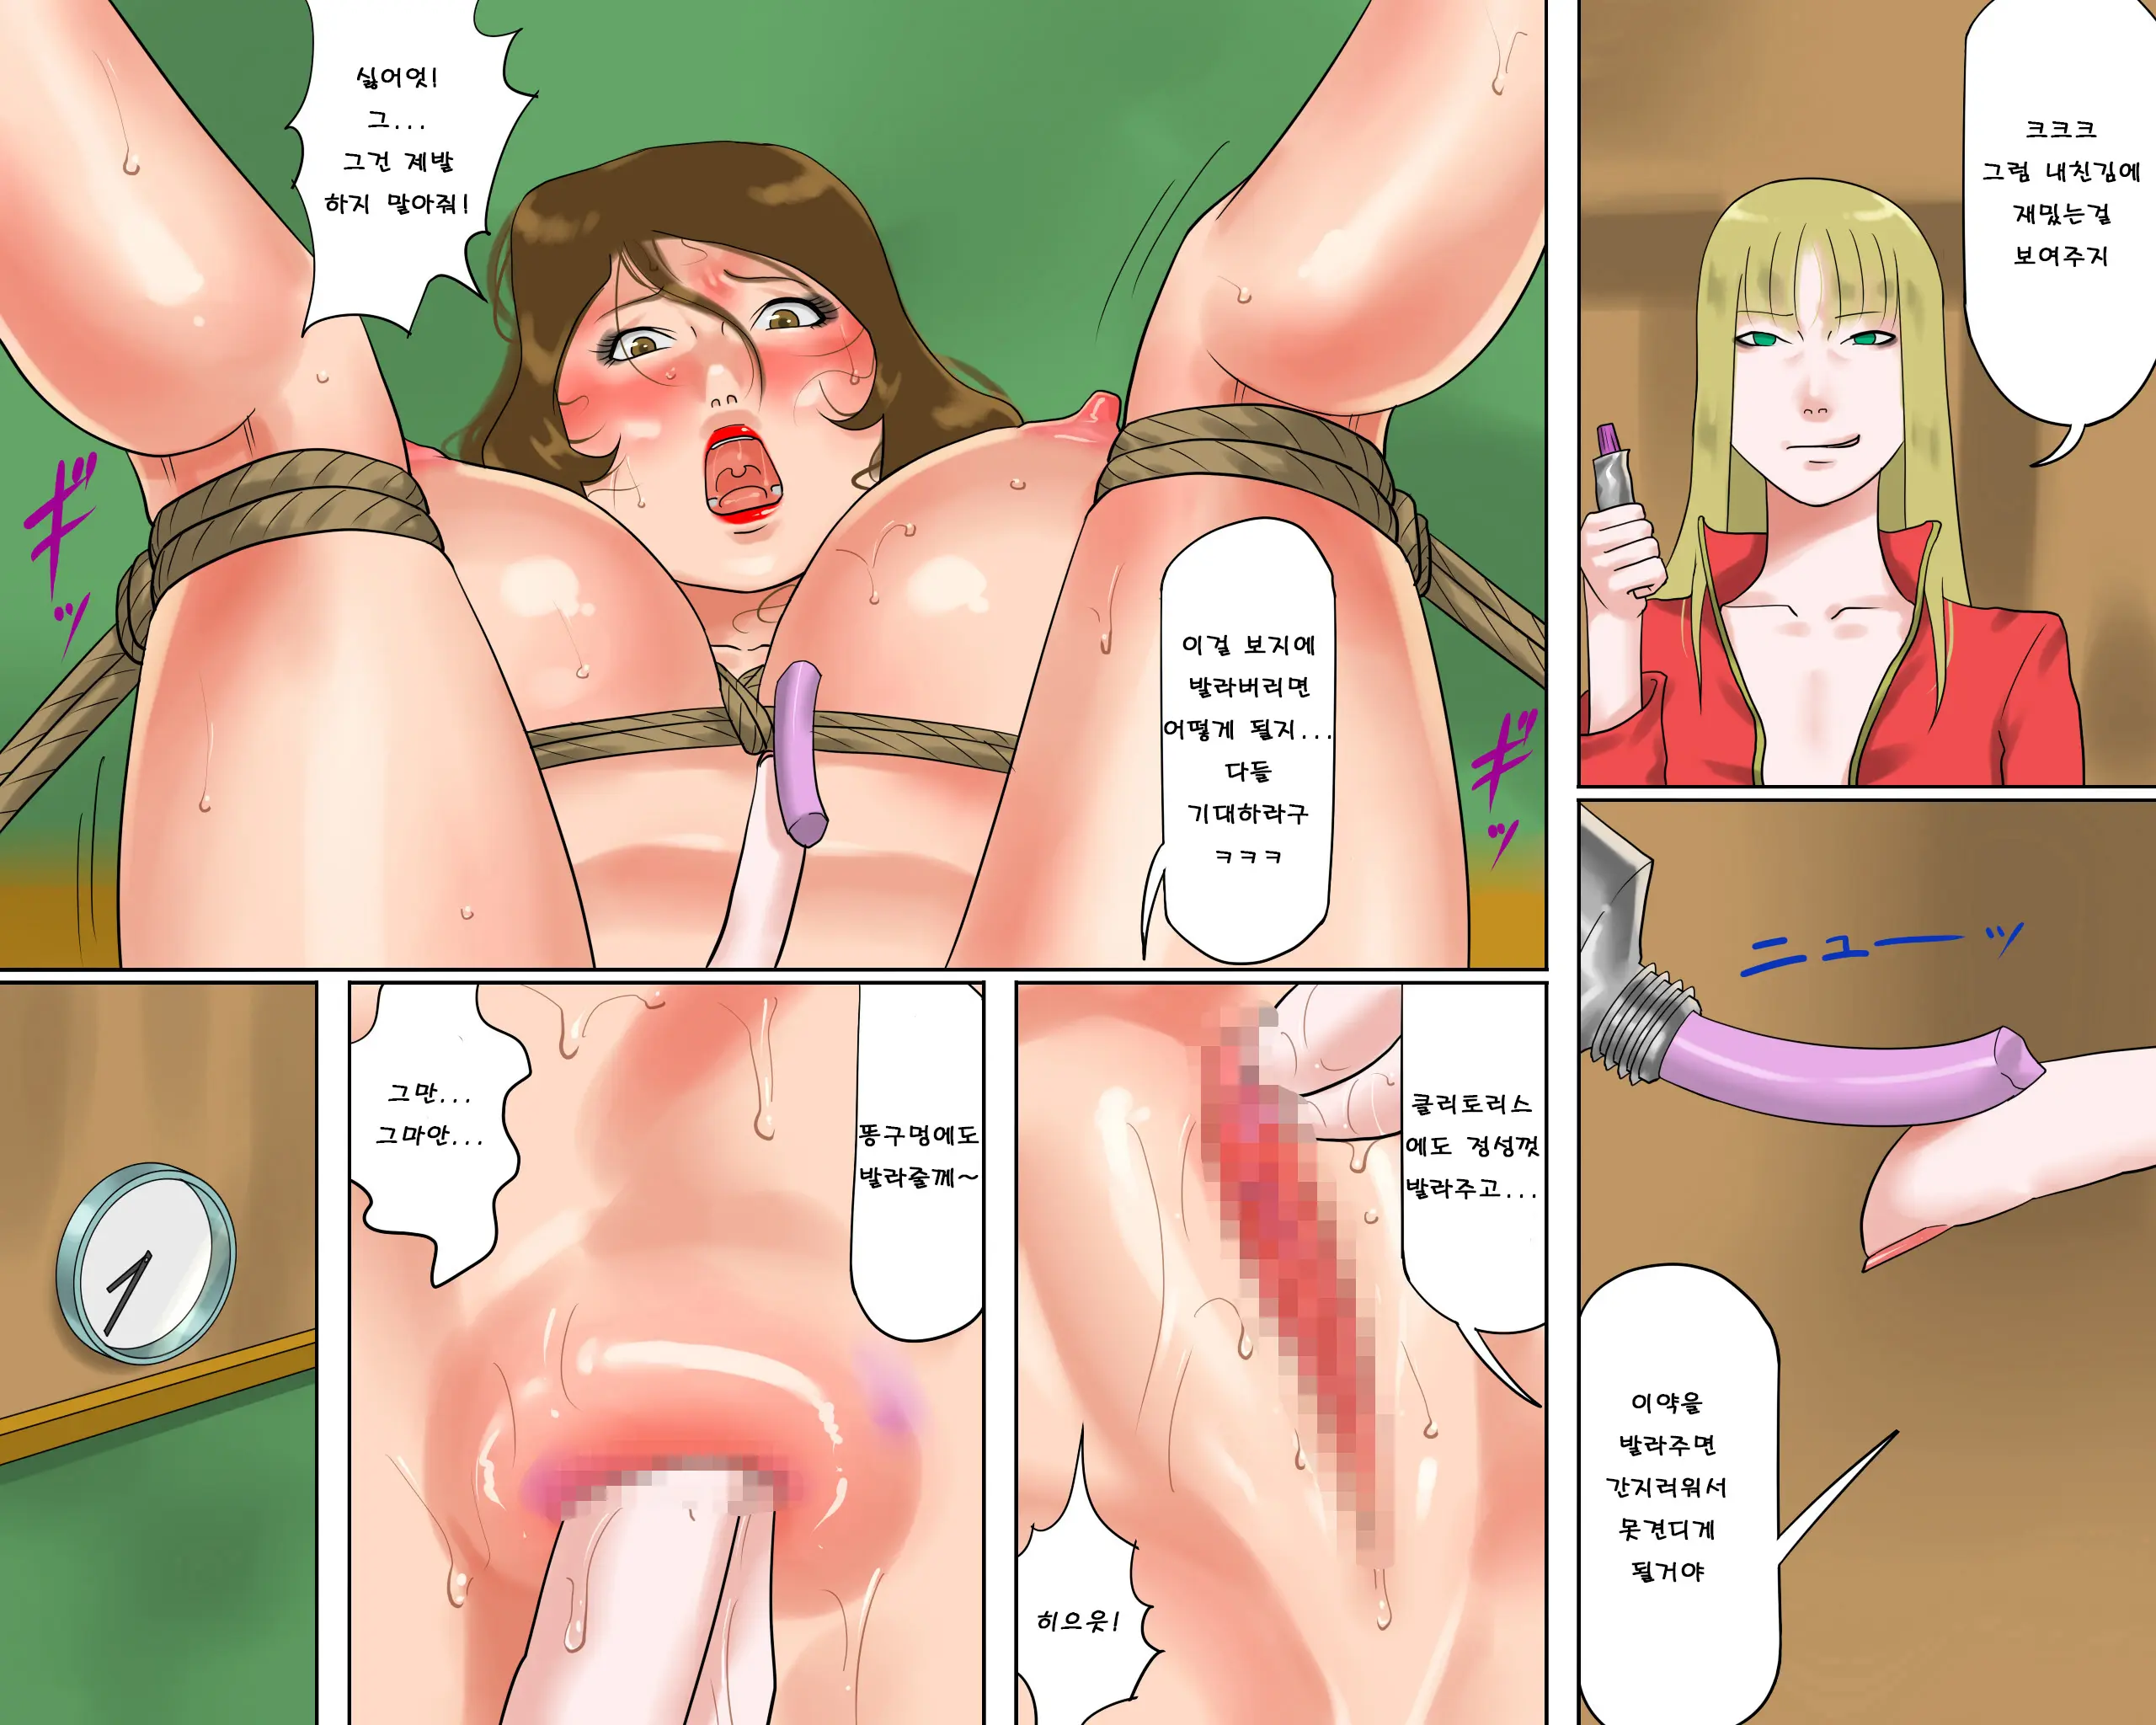 크크크
그럼 내친김에
재밌는걸
보여주지
이약을
발라주면
간지러워서
못견디게
될거야
ニューッ
싫어엇!
그...
그건 제발
하지 말아줘!
이걸 보지에
발라버리면
어떻게 될지...
다들
기대하라구
ㅋㅋㅋ
ギッ
ギッ
클리토리스
에도 정성껏
발라주고...
히으읏!
똥구멍에도
발라줄께~
그만...
그마안...